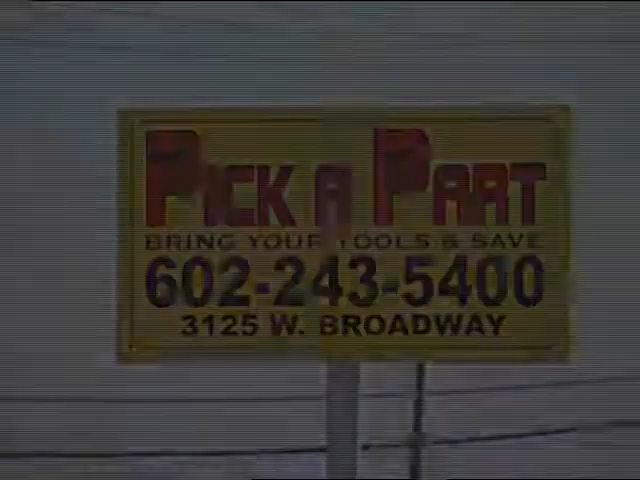 PICK A PART
BRING YOUR TOOLS & SAVE
602-243-5400
3125 W. BROADWAY